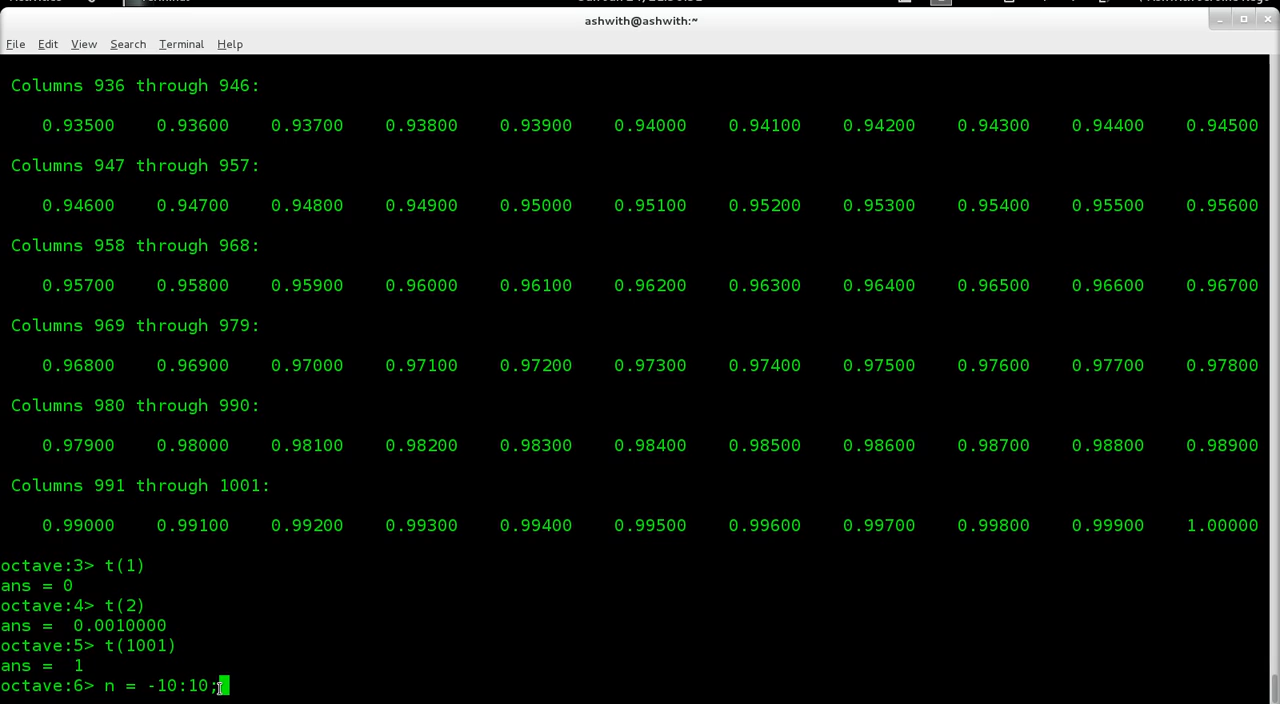 ashwith@ashwith:~
File Edit View Search Terminal Help
Columns 936 through 946:
0.93500 0.93600 0.93700 0.93800 0.93900 0.94000 0.94100 0.94200 0.94300 0.94400 0.94500
Columns 947 through 957:
0.94600 0.94700 0.94800 0.94900 0.95000 0.95100 0.95200 0.95300 0.95400 0.95500 0.95600
Columns 958 through 968:
0.95700 0.95800 0.95900 0.96000 0.96100 0.96200 0.96300 0.96400 0.96500 0.96600 0.96700
Columns 969 through 979:
0.96800 0.96900 0.97000 0.97100 0.97200 0.97300 0.97400 0.97500 0.97600 0.97700 0.97800
Columns 980 through 990:
0.97900 0.98000 0.98100 0.98200 0.98300 0.98400 0.98500 0.98600 0.98700 0.98800 0.98900
Columns 991 through 1001:
0.99000 0.99100 0.99200 0.99300 0.99400 0.99500 0.99600 0.99700 0.99800 0.99900 1.00000
octave:3> t(1)
ans = 0
octave:4> t(2)
ans = 0.0010000
octave:5> t(1001)
ans = 1
octave:6> n = -10:10;